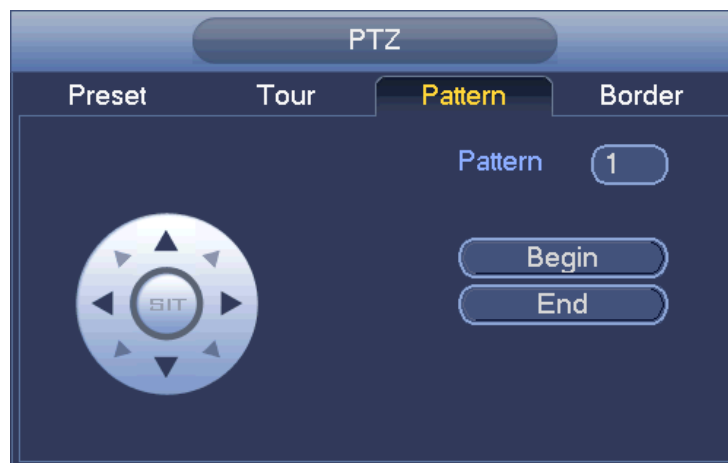 PTZ
Preset Tour Pattern Border
Pattern 1
Begin
SIT
End